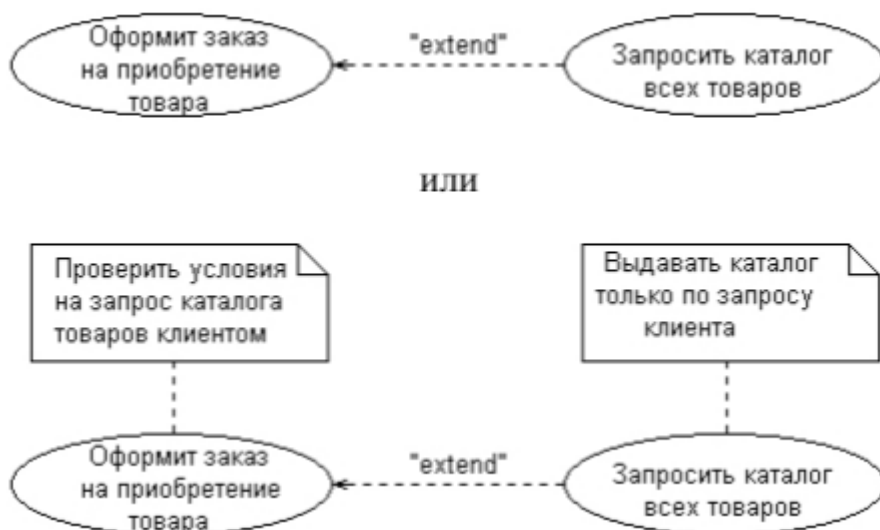 Оформит заказ
на приобретение
товара
"extend"
Запросить каталог
всех товаров
или
Проверить условия
на запрос каталога
товаров клиентом
Выдавать каталог
только по запросу
клиента
Оформит заказ
на приобретение
товара
"extend"
Запросить каталог
всех товаров